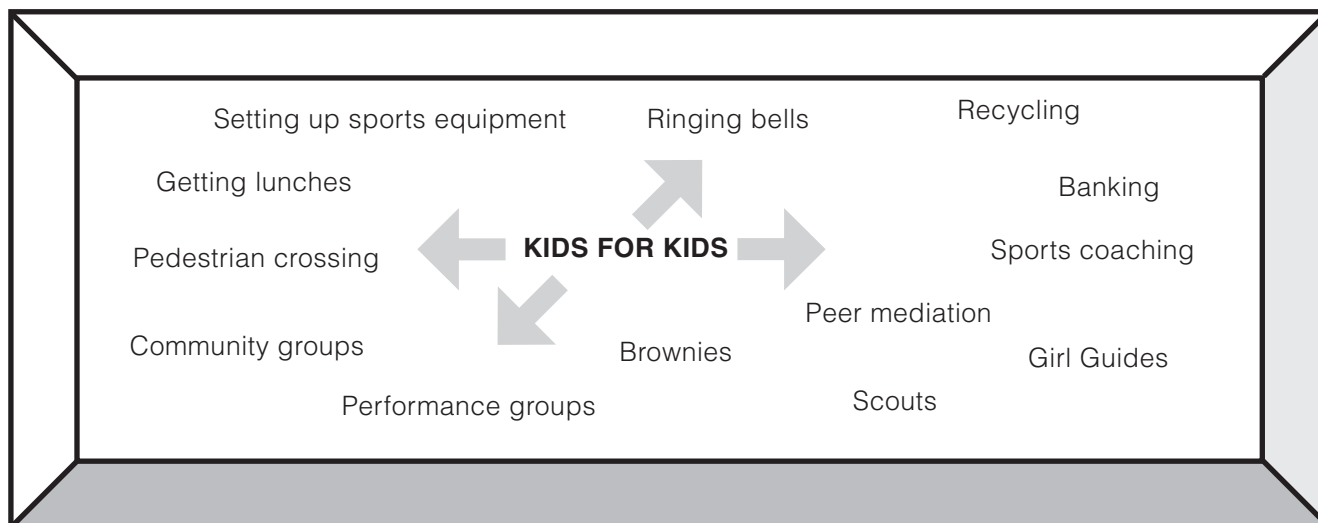 Setting up sports equipment
Ringing bells
Recycling
Getting lunches
Banking
Pedestrian crossing
KIDS FOR KIDS
Sports coaching
Peer mediation
Community groups
Brownies
Girl Guides
Performance groups
Scouts